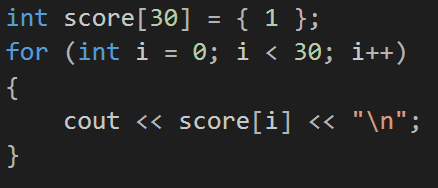 int score[30] = { 1 };
for (int i = 0; i < 30; i++)
{
    cout << score[i] << "\n";
}